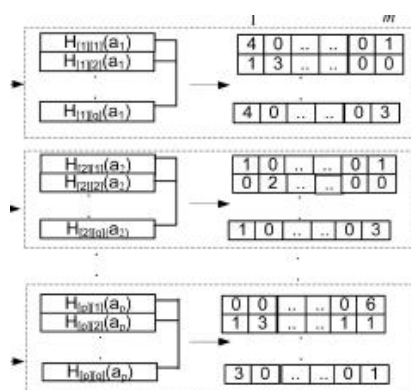 1 m
H[1][1](a1) 4 0 .. .. 0 1
H[1][2](a1) 1 3 .. .. 0 0
H[1][q](a1) 4 0 .. .. 0 3
H[2][1](a2) 1 0 .. .. 0 1
H[2][2](a2) 0 2 .. .. 0 0
H[2][q](a2) 1 0 .. .. 0 3
H[p][1](ap) 0 0 .. .. 0 6
H[p][2](ap) 1 3 .. .. 1 1
H[p][q](ap) 3 0 .. .. 0 1